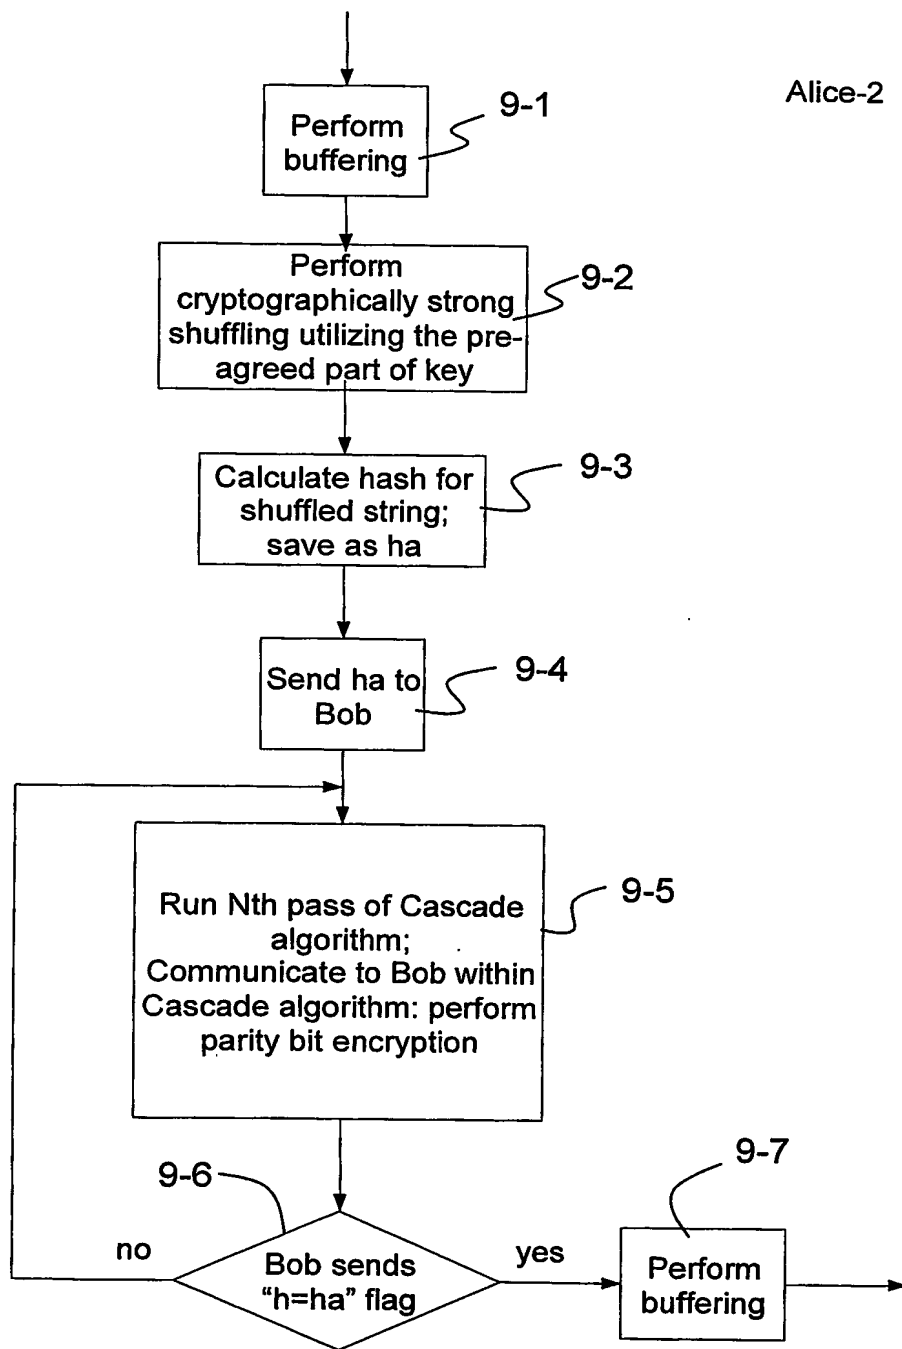 Alice-2
9-1
Perform
buffering
9-2
Perform
cryptographically strong
shuffling utilizing the pre-
agreed part of key
9-3
Calculate hash for
shuffled string;
save as ha
9-4
Send ha to
Bob
9-5
Run Nth pass of Cascade
algorithm;
Communicate to Bob within
Cascade algorithm: perform
parity bit encryption
9-6
9-7
no
Bob sends
“h=ha” flag
yes
Perform
buffering